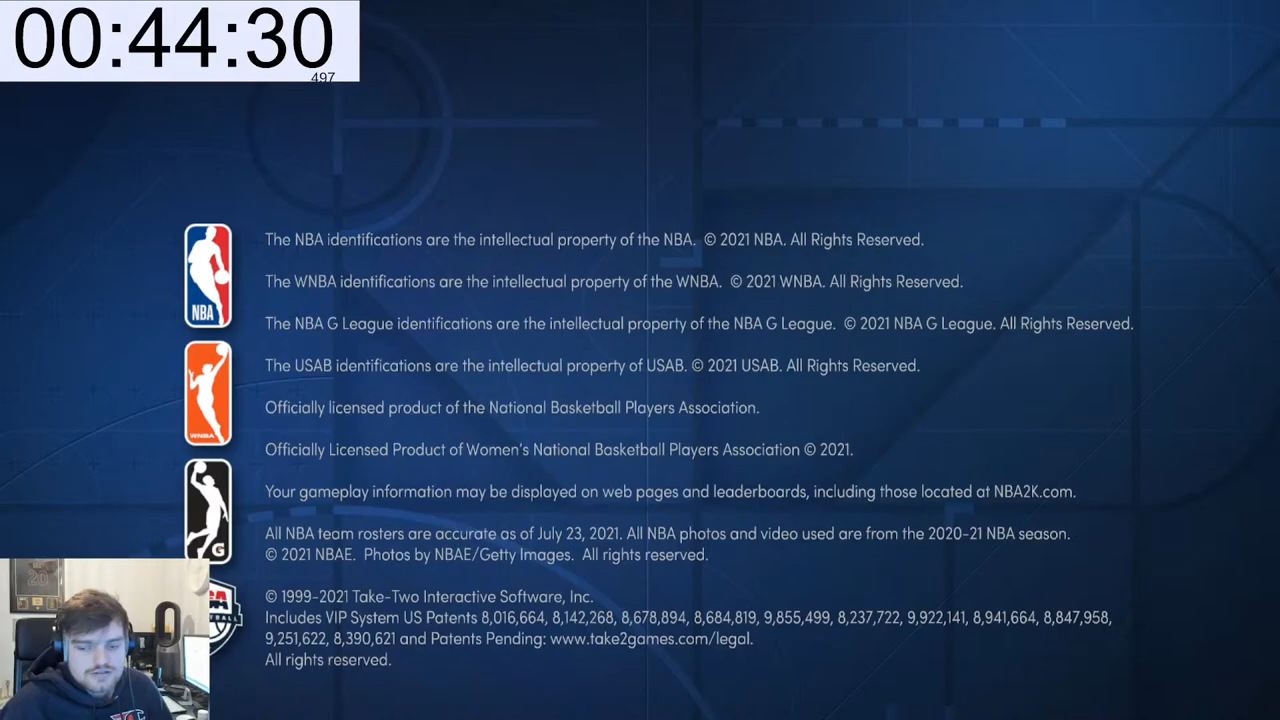 00:44:30
497
The NBA identifications are the intellectual property of the NBA. © 2021 NBA. All Rights Reserved.
The WNBA identifications are the intellectual property of the WNBA. © 2021 WNBA. All Rights Reserved.
The NBA G League identifications are the intellectual property of the NBA G League. © 2021 NBA G League. All Rights Reserved.
The USAB identifications are the intellectual property of USAB. © 2021 USAB. All Rights Reserved.
Officially licensed product of the National Basketball Players Association.
Officially Licensed Product of Women's National Basketball Players Association © 2021.
Your gameplay information may be displayed on web pages and leaderboards, including those located at NBA2K.com.
All NBA team rosters are accurate as of July 23, 2021. All NBA photos and video used are from the 2020-21 NBA season.
© 2021 NBAE. Photos by NBAE/Getty Images. All rights reserved.
© 1999-2021 Take-Two Interactive Software, Inc.
Includes VIP System US Patents 8,016,664, 8,142,268, 8,678,894, 8,684,819, 9,855,499, 8,237,722, 9,922,141, 8,941,664, 8,847,958,
9,251,622, 8,390,621 and Patents Pending: www.take2games.com/legal.
All rights reserved.
NBA
WNBA
G
20